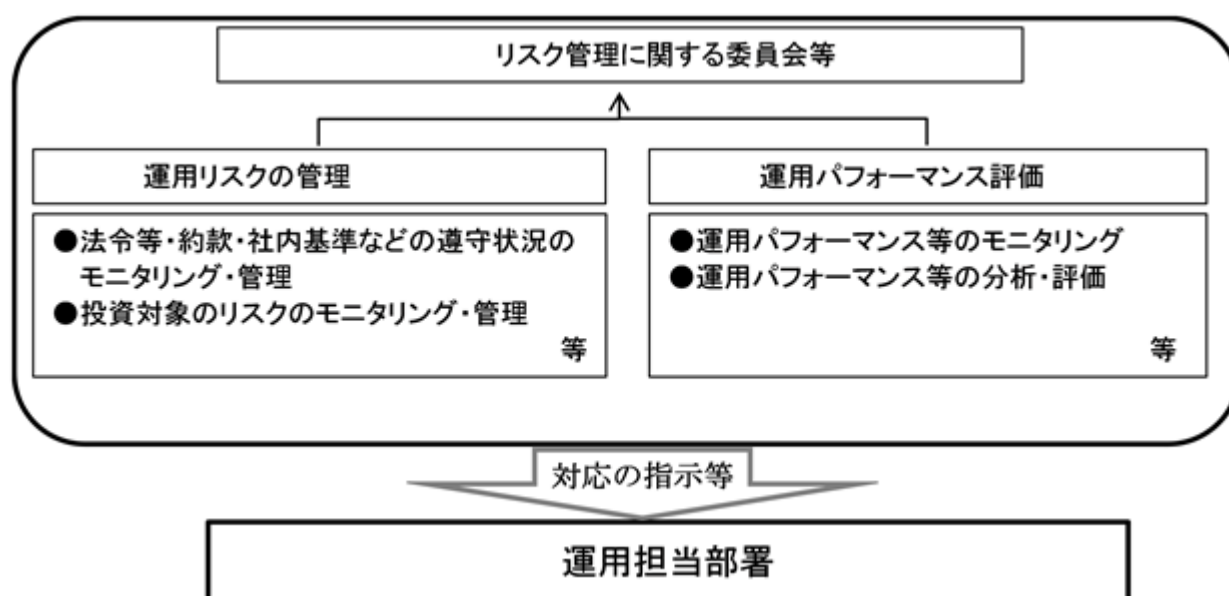 リスク管理に関する委員会等
運用リスクの管理
●法令等・約款・社内基準などの遵守状況の
モニタリング・管理
●投資対象のリスクのモニタリング・管理
等
運用パフォーマンス評価
●運用パフォーマンス等のモニタリング
●運用パフォーマンス等の分析・評価
等
対応の指示等
運用担当部署